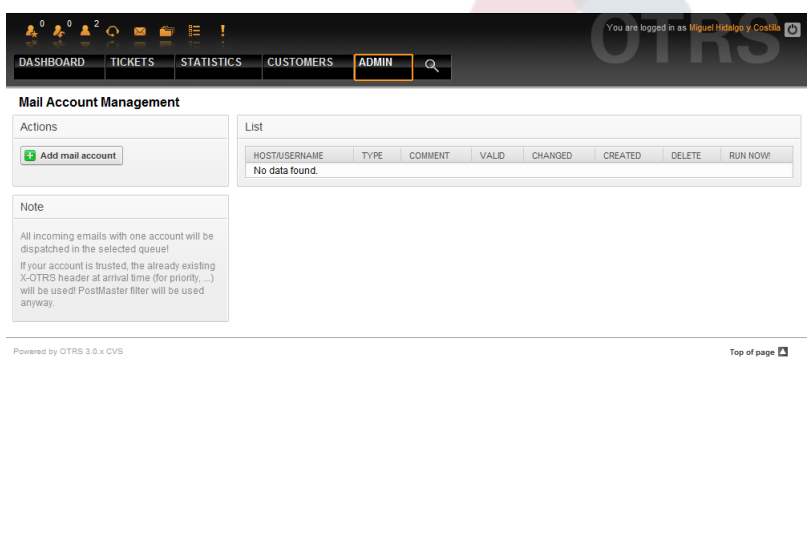 0 0 2
You are logged in as Miguel Hidalgo y Costilla
OTRS
DASHBOARD TICKETS STATISTICS CUSTOMERS ADMIN
Mail Account Management
Actions
Add mail account
List
HOST/USERNAME TYPE COMMENT VALID CHANGED CREATED DELETE RUN NOW!
No data found.
Note
All incoming emails with one account will be
dispatched in the selected queue!
If your account is trusted, the already existing
X-OTRS header at arrival time (for priority, ...)
will be used! PostMaster filter will be used
anyway.
Powered by OTRS 3.0.x CVS
Top of page